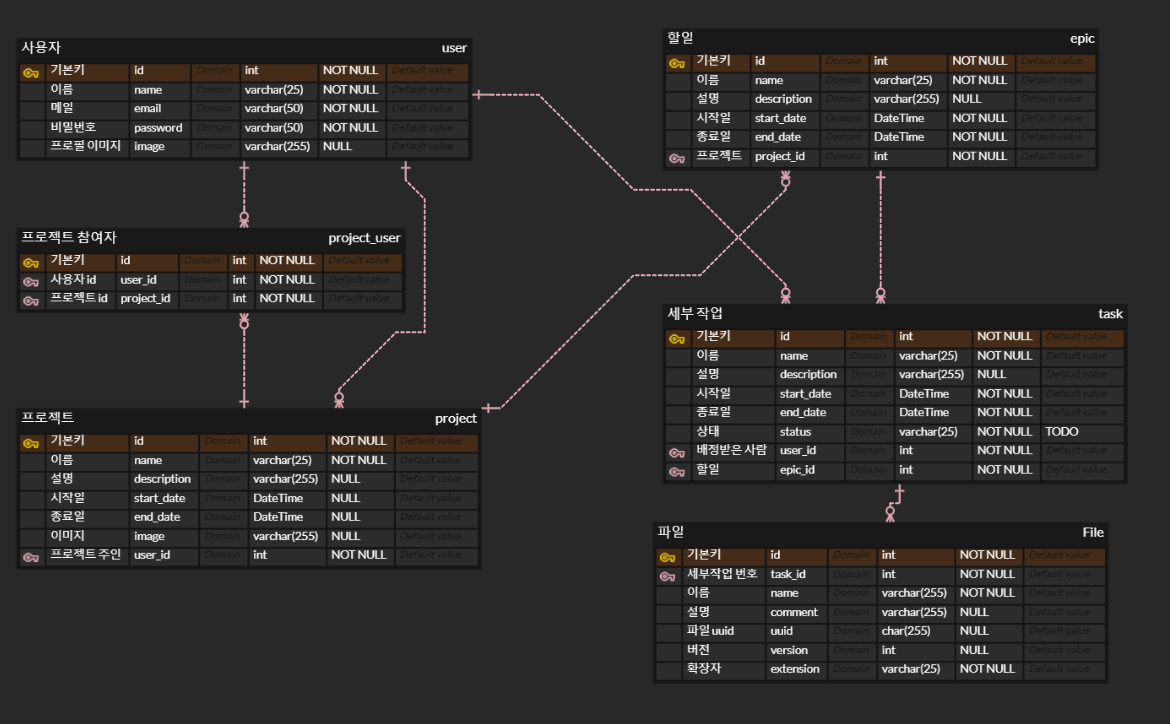 사용자 user
기본키 id Domain int NOT NULL Default value
이름 name Domain varchar(25) NOT NULL Default value
메일 email Domain varchar(50) NOT NULL Default value
비밀번호 password Domain varchar(50) NOT NULL Default value
프로필 이미지 image Domain varchar(255) NULL Default value
프로젝트 참여자 project_user
기본키 id Domain int NOT NULL Default value
사용자 id user_id Domain int NOT NULL Default value
프로젝트 id project_id Domain int NOT NULL Default value
프로젝트 project
기본키 id Domain int NOT NULL Default value
이름 name Domain varchar(25) NOT NULL Default value
설명 description Domain varchar(255) NULL Default value
시작일 start_date Domain DateTime NULL Default value
종료일 end_date Domain DateTime NULL Default value
이미지 image Domain varchar(255) NULL Default value
프로젝트 주인 user_id Domain int NOT NULL Default value
할일 epic
기본키 id Domain int NOT NULL Default value
이름 name Domain varchar(25) NOT NULL Default value
설명 description Domain varchar(255) NULL Default value
시작일 start_date Domain DateTime NOT NULL Default value
종료일 end_date Domain DateTime NOT NULL Default value
프로젝트 project_id Domain int NOT NULL Default value
세부 작업 task
기본키 id Domain int NOT NULL Default value
이름 name Domain varchar(25) NOT NULL Default value
설명 description Domain varchar(255) NULL Default value
시작일 start_date Domain DateTime NOT NULL Default value
종료일 end_date Domain DateTime NOT NULL Default value
상태 status Domain varchar(25) NOT NULL TODO
배정받은 사람 user_id Domain int NOT NULL Default value
할일 epic_id Domain int NOT NULL Default value
파일 File
기본키 id Domain int NOT NULL Default value
세부작업 번호 task_id Domain int NOT NULL Default value
이름 name Domain varchar(255) NOT NULL Default value
설명 comment Domain varchar(255) NULL Default value
파일 uuid uuid Domain char(255) NULL Default value
버전 version Domain int NULL Default value
확장자 extension Domain varchar(25) NOT NULL Default value